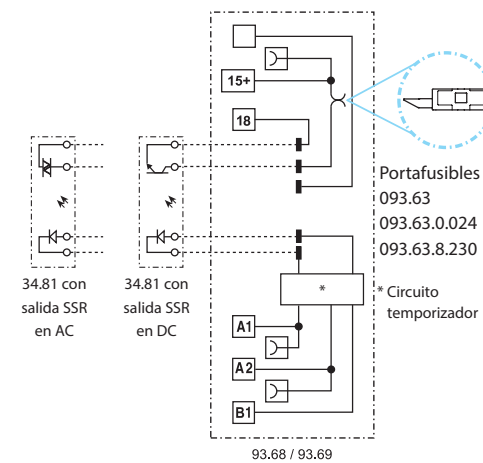 15+
18
Portafusibles
093.63
093.63.0.024
093.63.8.230
34.81 con
salida SSR
en AC
34.81 con
salida SSR
en DC
*
* Circuito
temporizador
A1
A2
B1
93.68 / 93.69